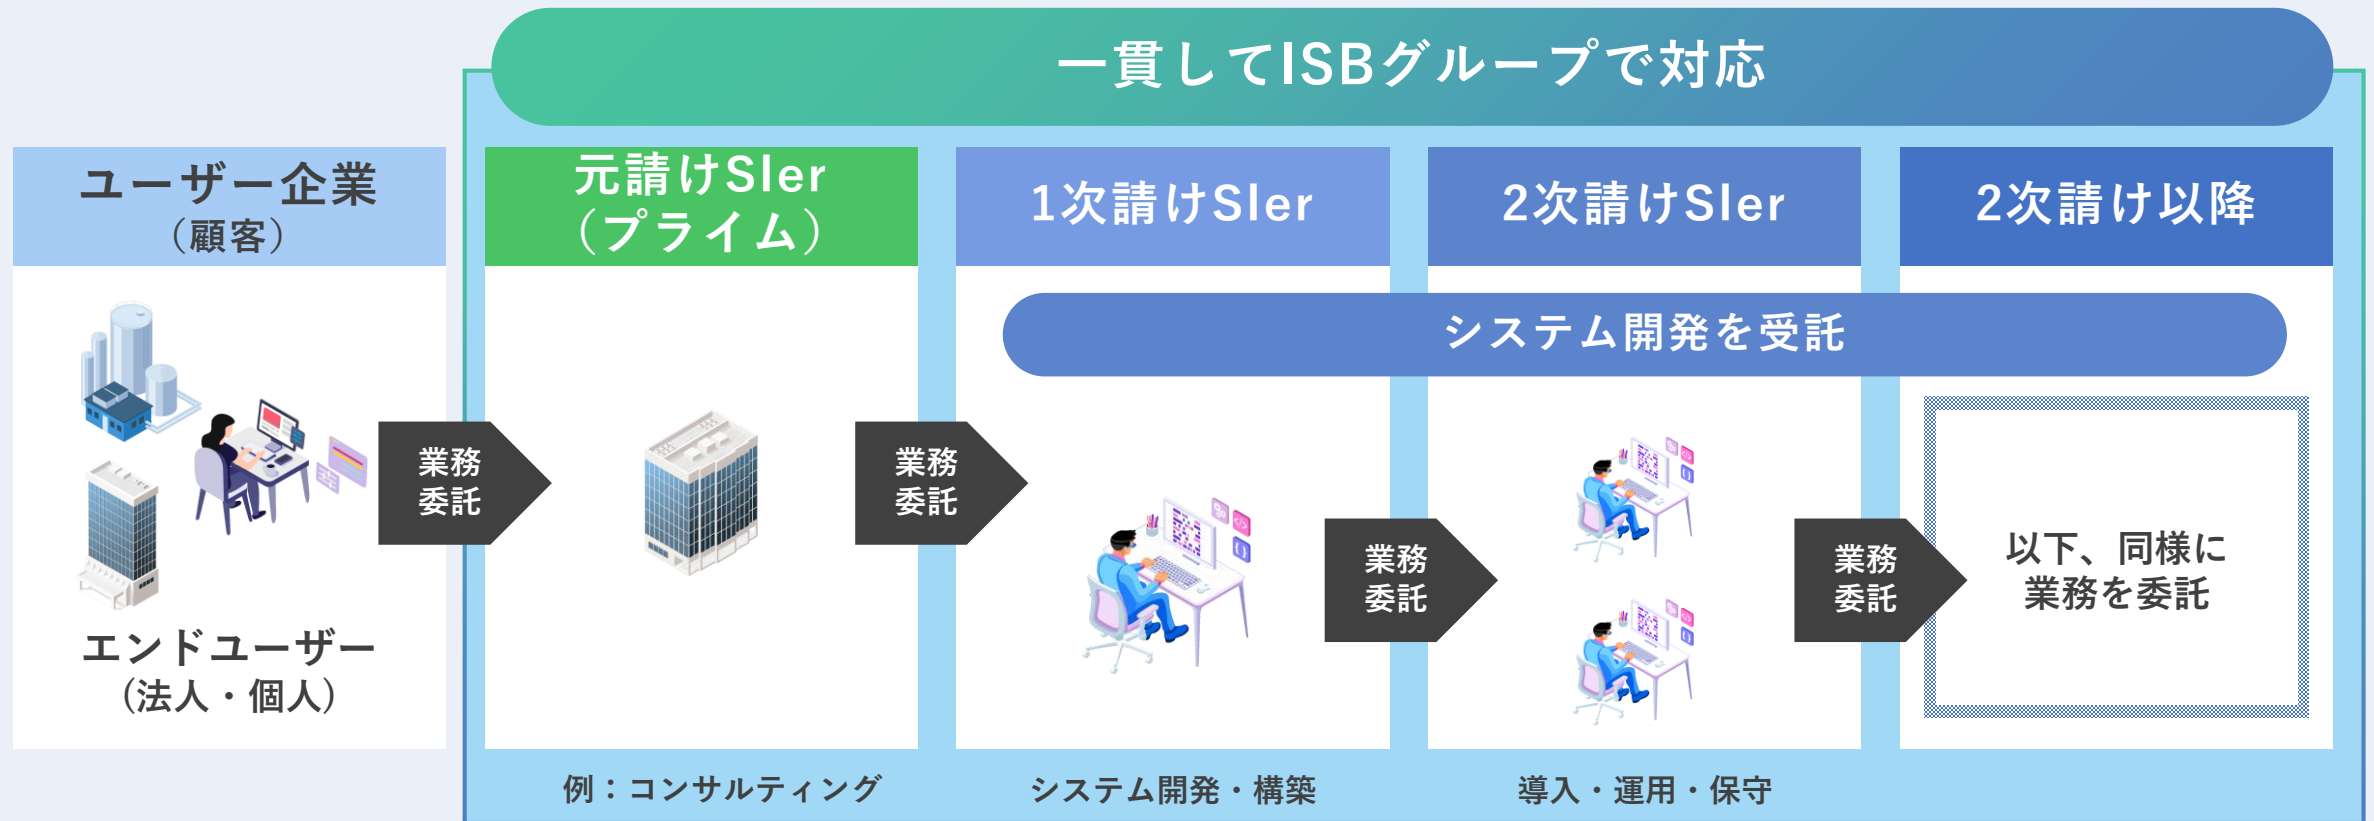 一貫してISBグループで対応
ユーザー企業
（顧客）
元請けSIer
（プライム）
1次請けSIer
2次請けSIer
2次請け以降
システム開発を受託
業務
委託
業務
委託
業務
委託
業務
委託
以下、同様に
業務を委託
エンドユーザー
（法人・個人）
例：コンサルティング
システム開発・構築
導入・運用・保守